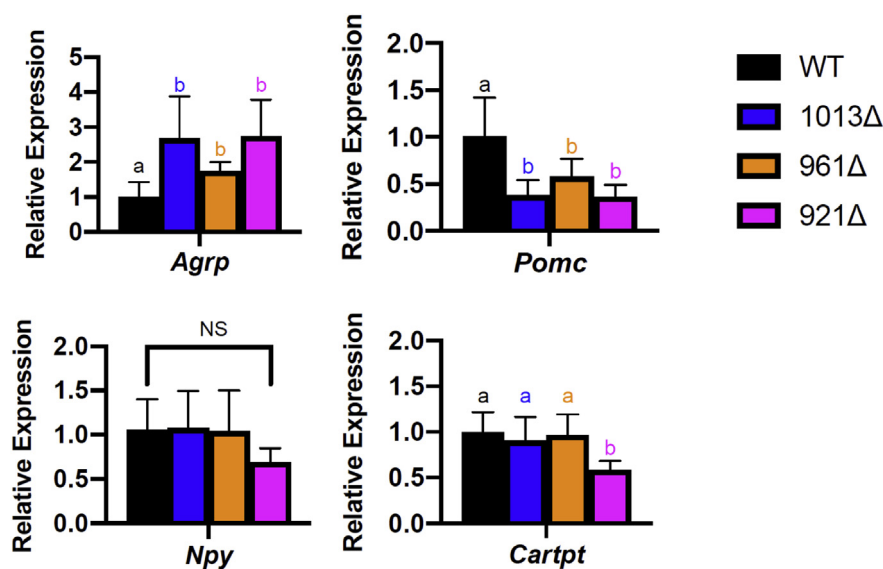 Relative Expression
5
4
3
2
1
0
a
b
b
b
Agrp
Relative Expression
2.0
1.5
1.0
0.5
0.0
a
b
b
b
Pomc
WT
1013Δ
961Δ
921Δ
Relative Expression
2.0
1.5
1.0
0.5
0.0
NS
Npy
Relative Expression
2.0
1.5
1.0
0.5
0.0
a
a
a
b
Cartpt